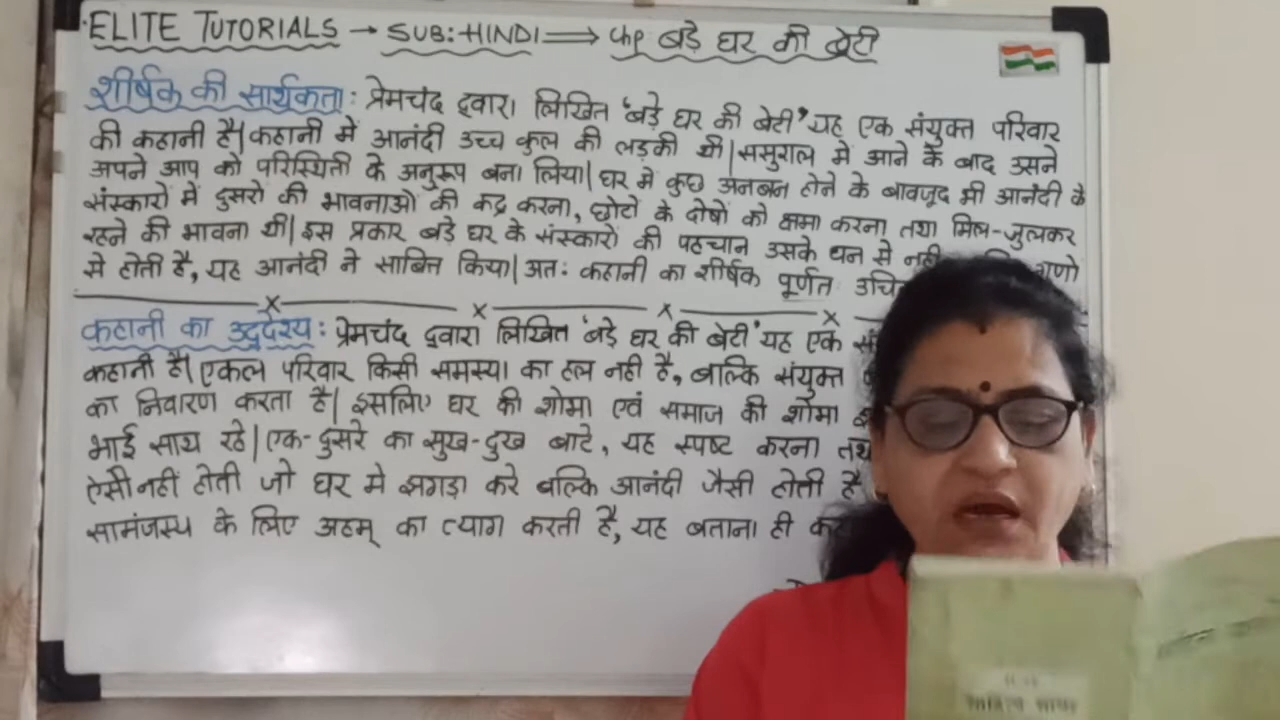 ELITE TUTORIALS → SUB:HINDI ⟹ Chp बड़े घर की बेटी
शीर्षक की सार्थकता: प्रेमचंद द्वारा लिखित 'बड़े घर की बेटी' यह एक संयुक्त परिवार
की कहानी है| कहानी में आनंदी उच्च कुल की लड़की थी| ससुराल में आने के बाद उसने
अपने आप को परिस्थिती के अनुरूप बना लिया| घर में कुछ अनबन होने के बावजूद भी आनंदी के
संस्कारों में दुसरों की भावनाओं की कद्र करना, छोटों के दोषों को क्षमा करना तथा मिल-जुलकर
रहने की भावना थी| इस प्रकार बड़े घर के संस्कारों की पहचान उसके धन से नही
से होती है, यह आनंदी ने साबित किया| अतः कहानी का शीर्षक पूर्णत
कहानी का उद्देश्य: प्रेमचंद द्वारा लिखित 'बड़े घर की बेटी' यह एक
कहानी है| एकल परिवार किसी समस्या का हल नही है, बल्कि संयुक्त
का निवारण करता है| इसलिए घर की शोभा एवं समाज की शोभा
भाई साथ रहे| एक-दुसरे का सुख-दुख बाटे, यह स्पष्ट करना
ऐसी नहीं होती जो घर मे झगड़ा करे बल्कि आनंदी जैसी होती है
सामंजस्य के लिए अहम् का त्याग करती है, यह बताना ही